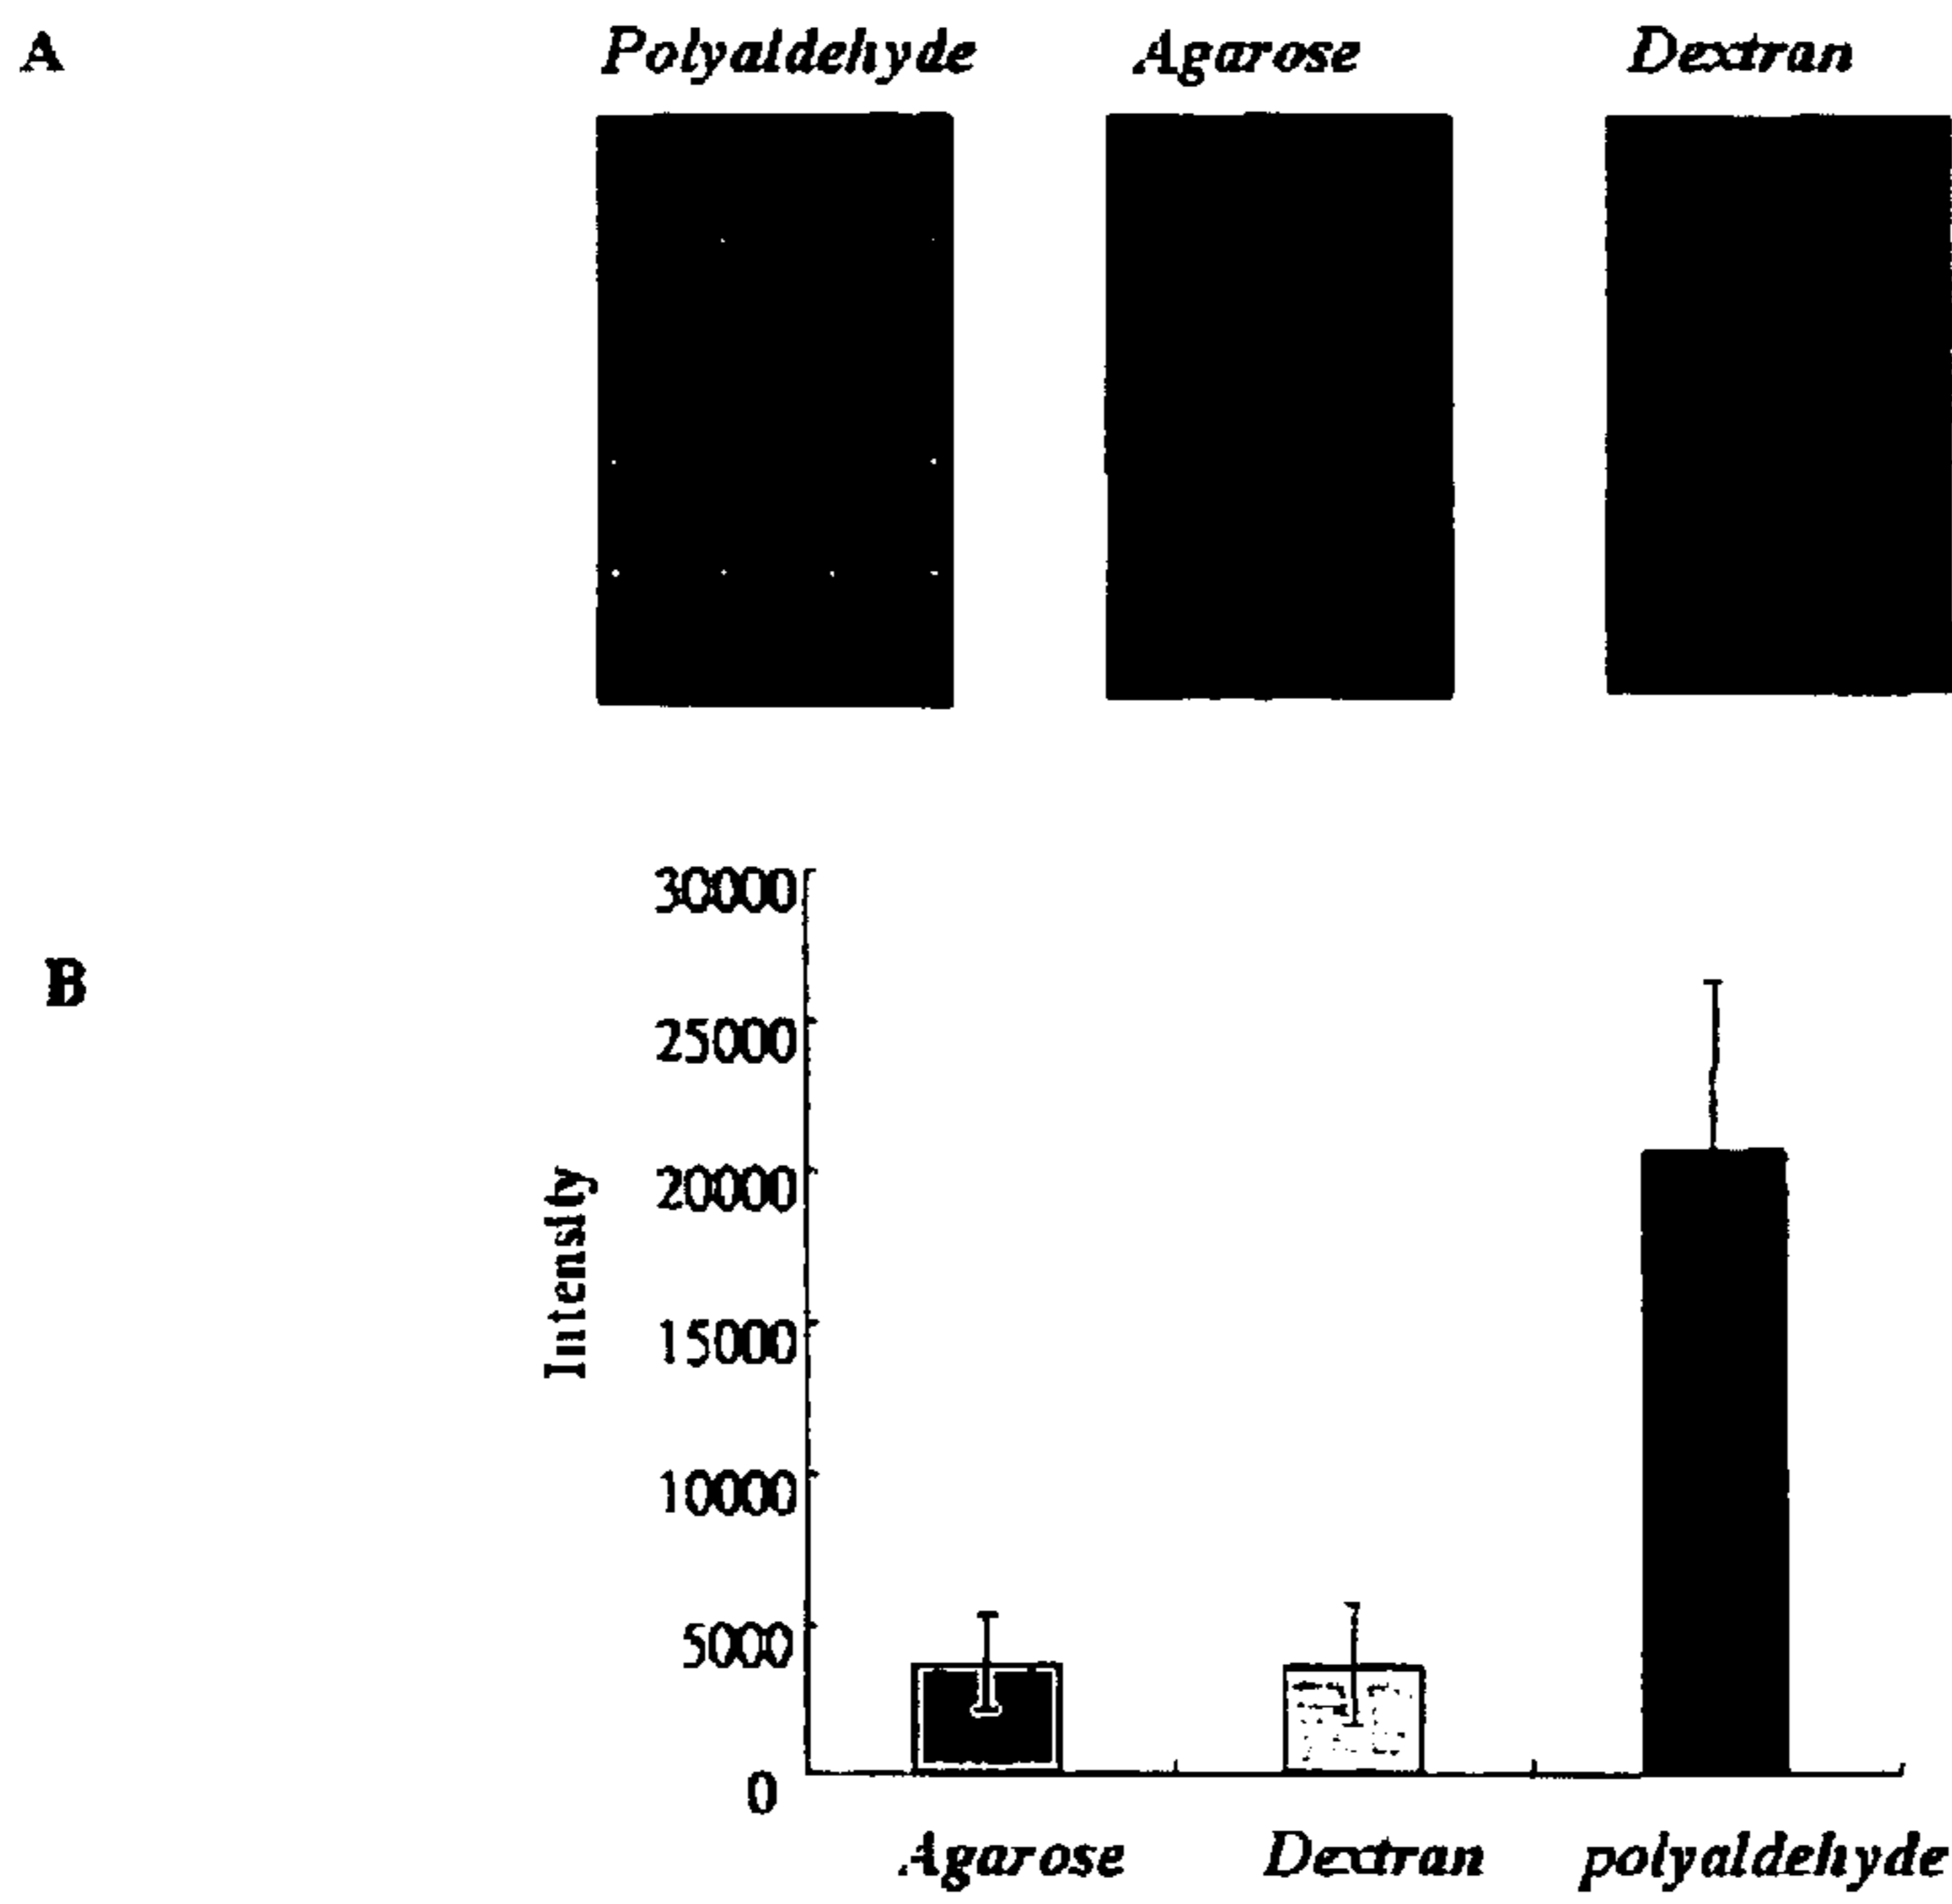 A
Polyaldehyde Agarose Dextran
B
Intensity
30000
25000
20000
15000
10000
5000
0
Agarose Dextran polyaldehyde